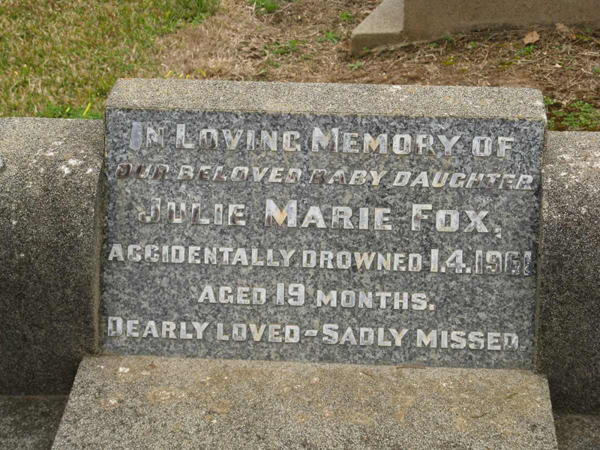 IN LOVING MEMORY OF
OUR BELOVED BABY DAUGHTER
JULIE MARIE FOX,
ACCIDENTALLY DROWNED 1.4.1961
AGED 19 MONTHS.
DEARLY LOVED-SADLY MISSED.